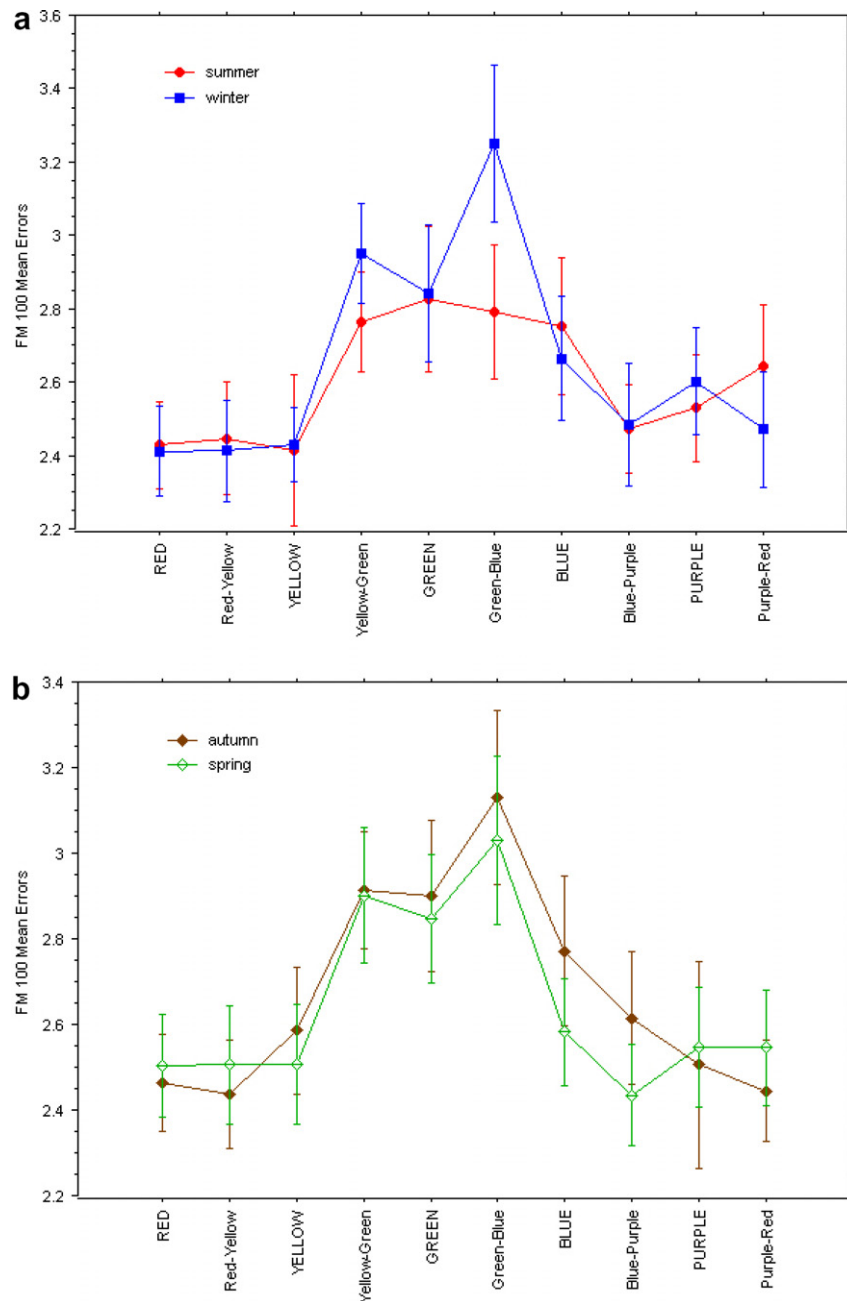 a
3.6
3.4
3.2
3
2.8
2.6
2.4
2.2
FM 100 Mean Errors
summer
winter
RED
Red-Yellow
YELLOW
Yellow-Green
GREEN
Green-Blue
BLUE
Blue-Purple
PURPLE
Purple-Red
b
3.4
3.2
3
2.8
2.6
2.4
2.2
FM 100 Mean Errors
autumn
spring
RED
Red-Yellow
YELLOW
Yellow-Green
GREEN
Green-Blue
BLUE
Blue-Purple
PURPLE
Purple-Red